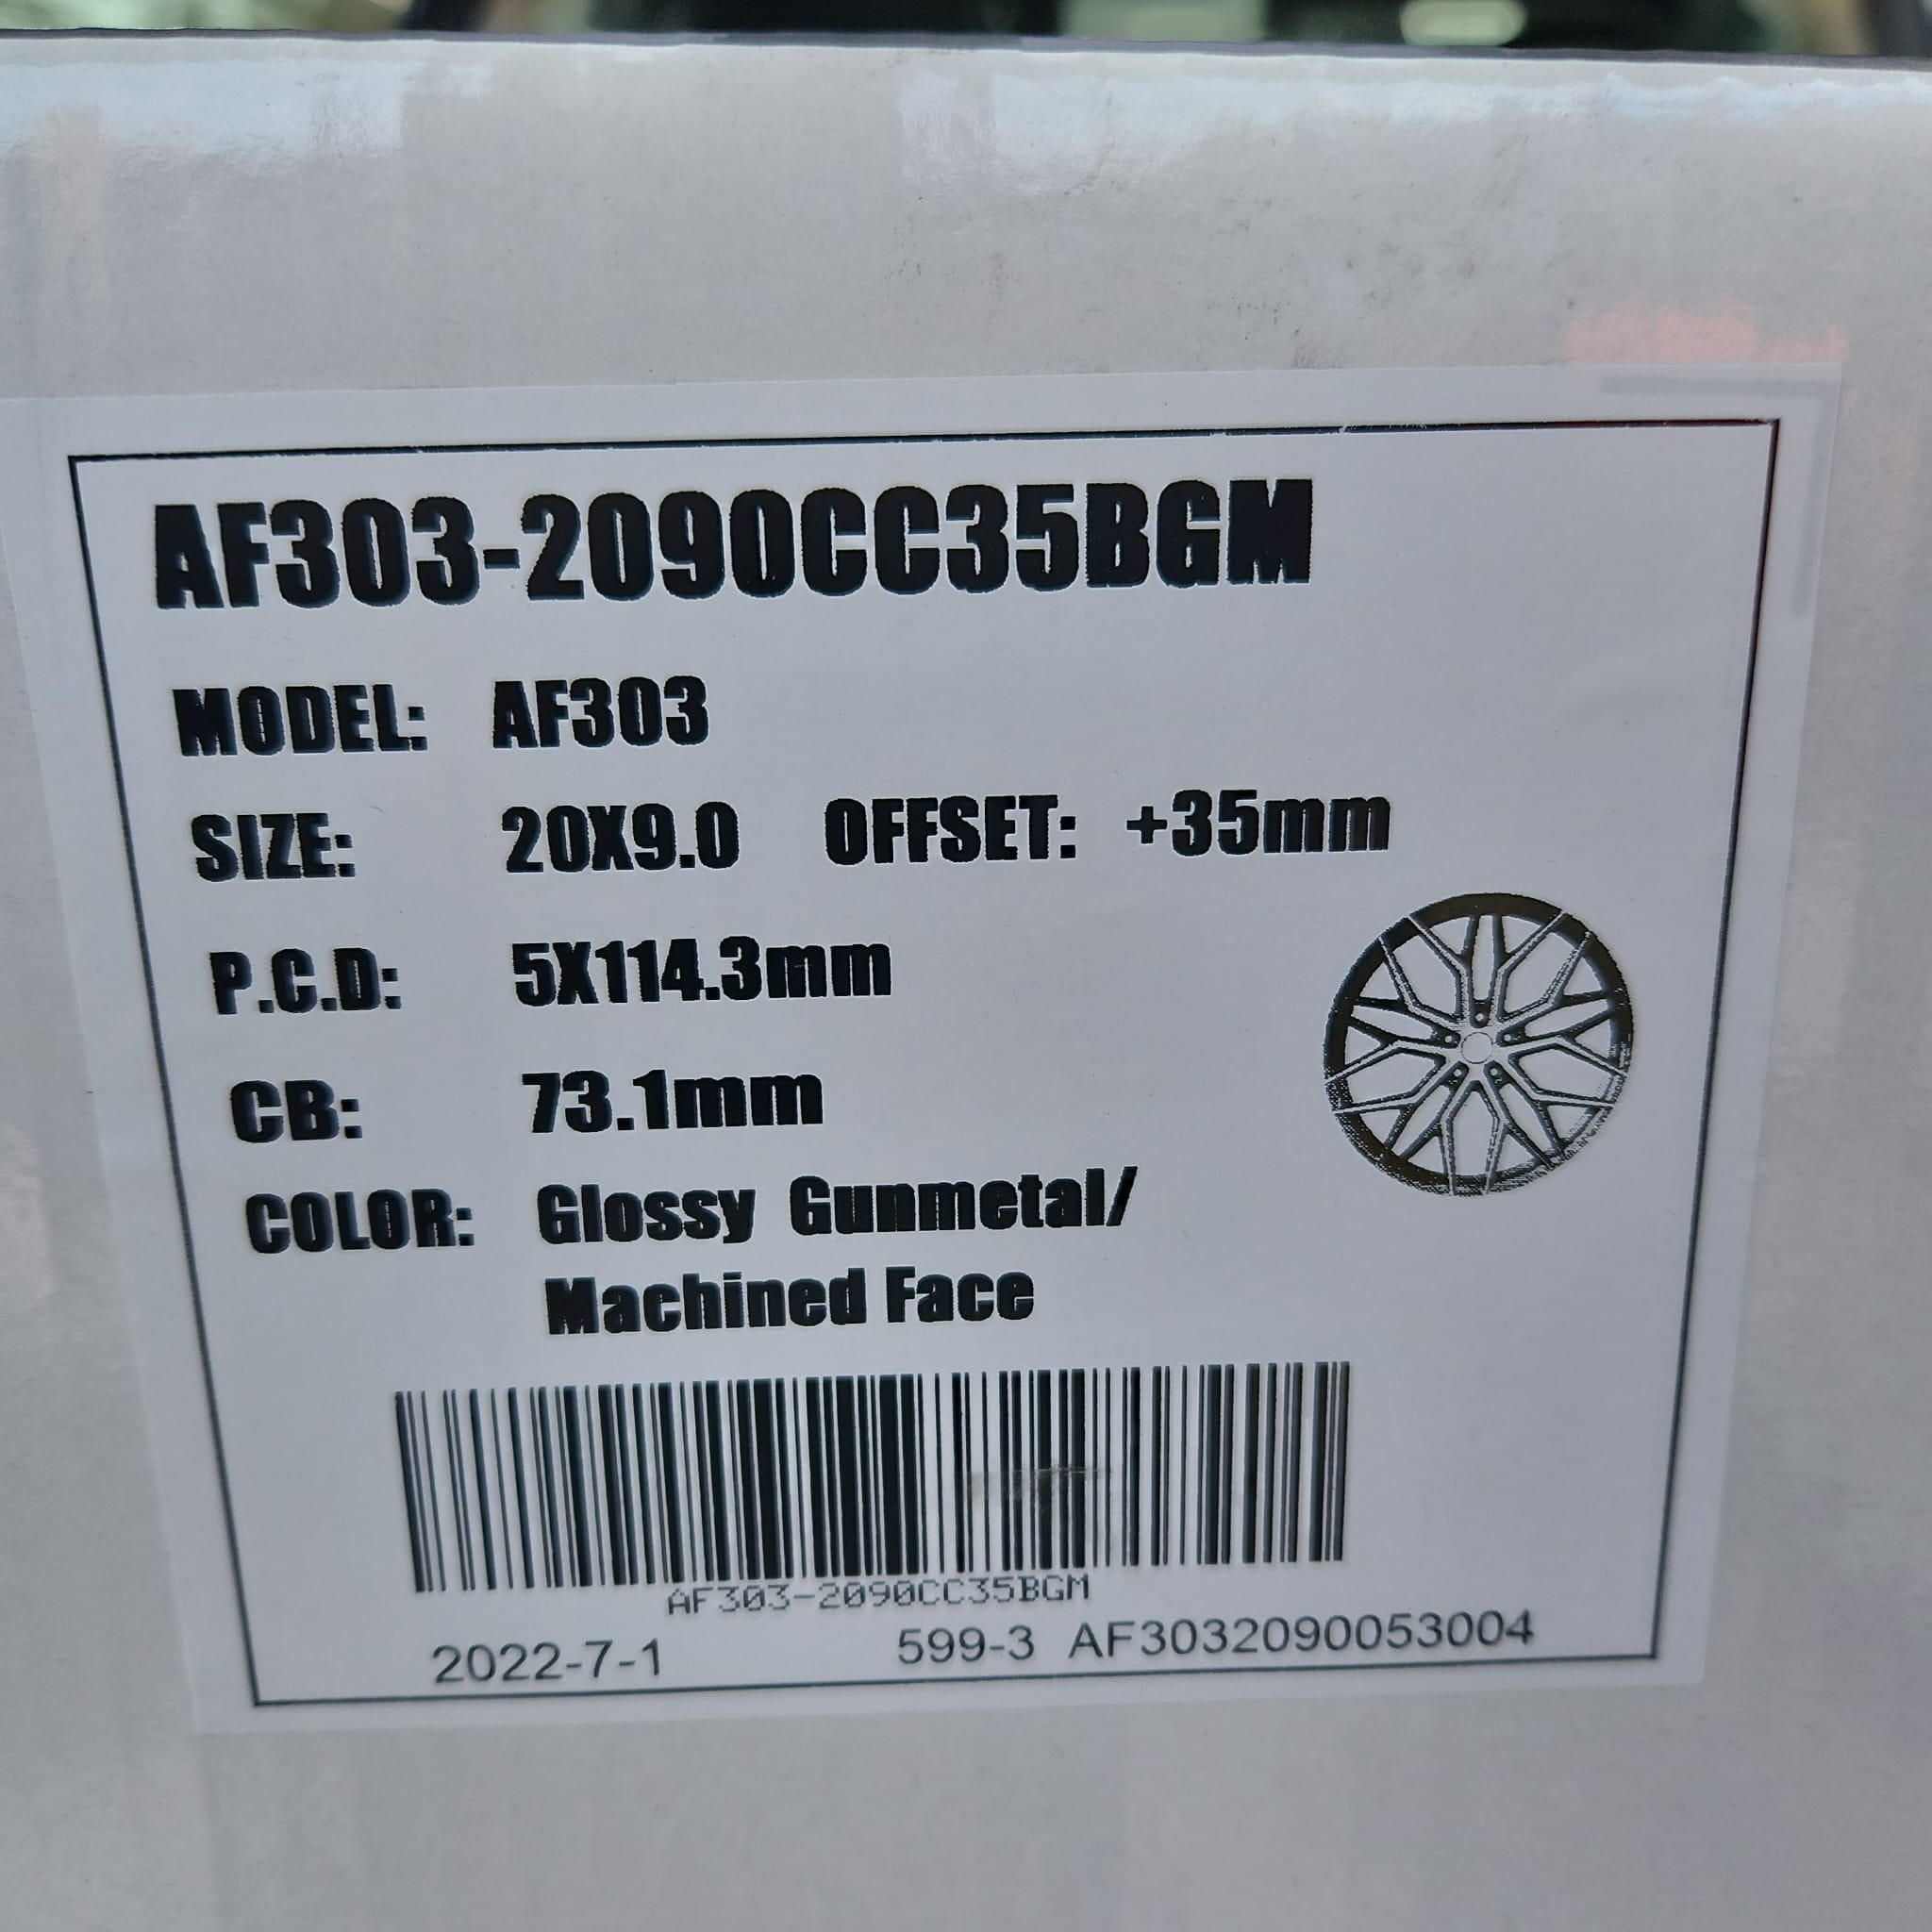 AF303-2090CC35BGM
MODEL: AF303
SIZE: 20X9.0 OFFSET: +35mm
P.C.D: 5X114.3mm
CB: 73.1mm
COLOR: Glossy Gunmetal/
Machined Face
AF303-2090CC35BGM
2022-7-1 599-3 AF3032090053004